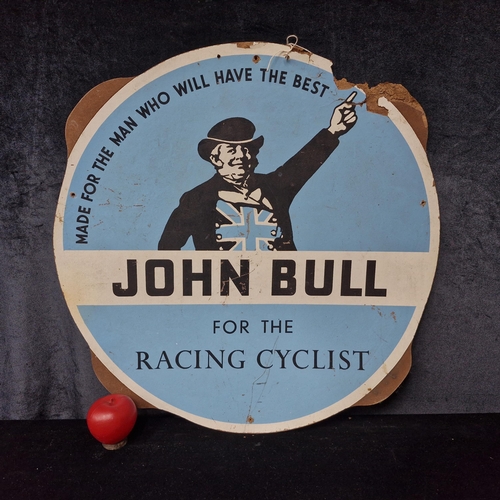 MADE FOR THE MAN WHO WILL HAVE THE BEST
JOHN BULL
FOR THE
RACING CYCLIST